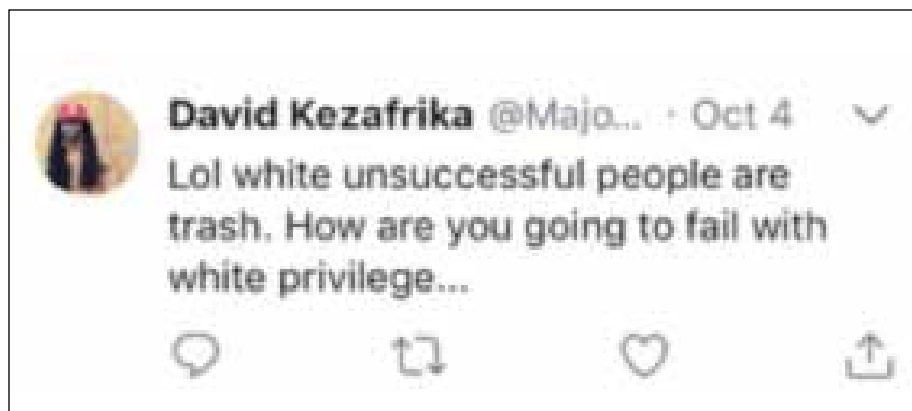 David Kezafrika @Majo... · Oct 4
Lol white unsuccessful people are
trash. How are you going to fail with
white privilege...